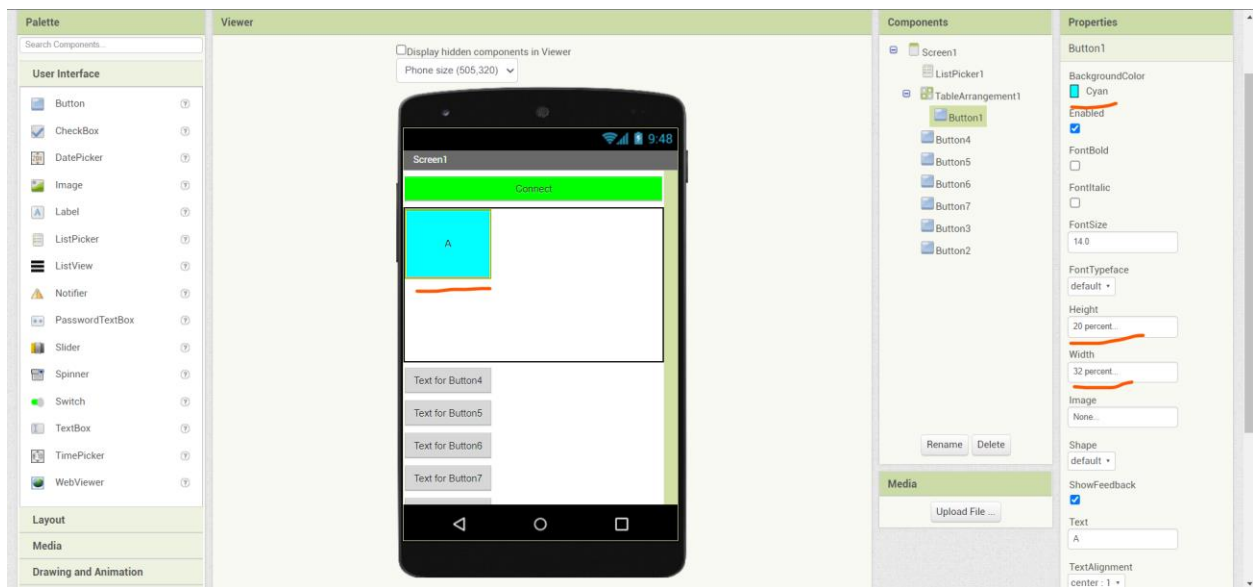 Palette
Search Components...
User Interface
Button
CheckBox
DatePicker
Image
Label
ListPicker
ListView
Notifier
PasswordTextBox
Slider
Spinner
Switch
TextBox
TimePicker
WebViewer
Layout
Media
Drawing and Animation
Viewer
Display hidden components in Viewer
Phone size (505,320)
9:48
Screen1
Connect
A
Text for Button4
Text for Button5
Text for Button6
Text for Button7
Components
Screen1
ListPicker1
TableArrangement1
Button1
Button4
Button5
Button6
Button7
Button3
Button2
Rename Delete
Media
Upload File ...
Properties
Button1
BackgroundColor
Cyan
Enabled
FontBold
FontItalic
FontSize
14.0
FontTypeface
default
Height
20 percent...
Width
32 percent...
Image
None...
Shape
default
ShowFeedback
Text
A
TextAlignment
center : 1